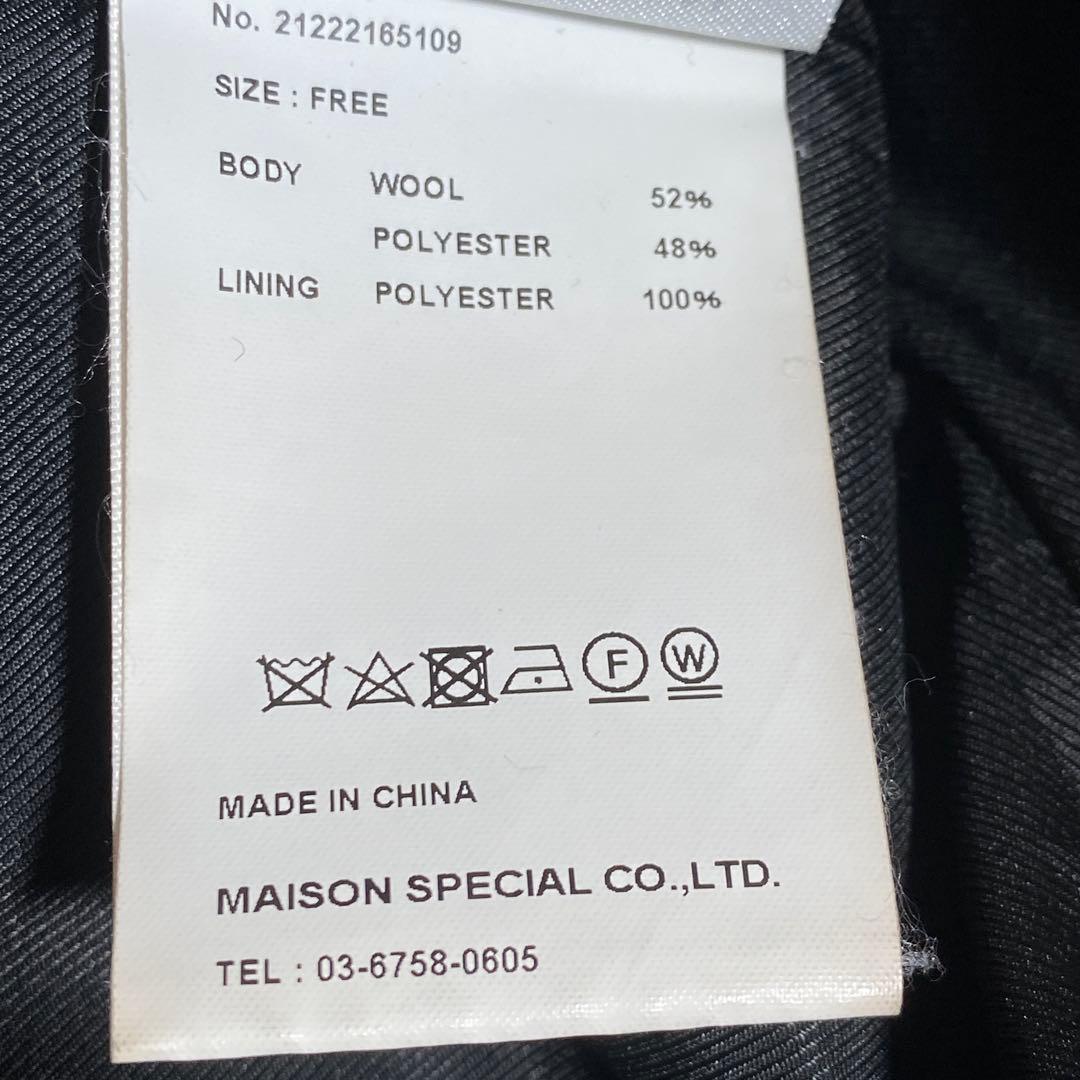 No. 21222165109
SIZE : FREE
BODY WOOL 52%
POLYESTER 48%
LINING POLYESTER 100%
F W
MADE IN CHINA
MAISON SPECIAL CO.,LTD.
TEL : 03-6758-0605